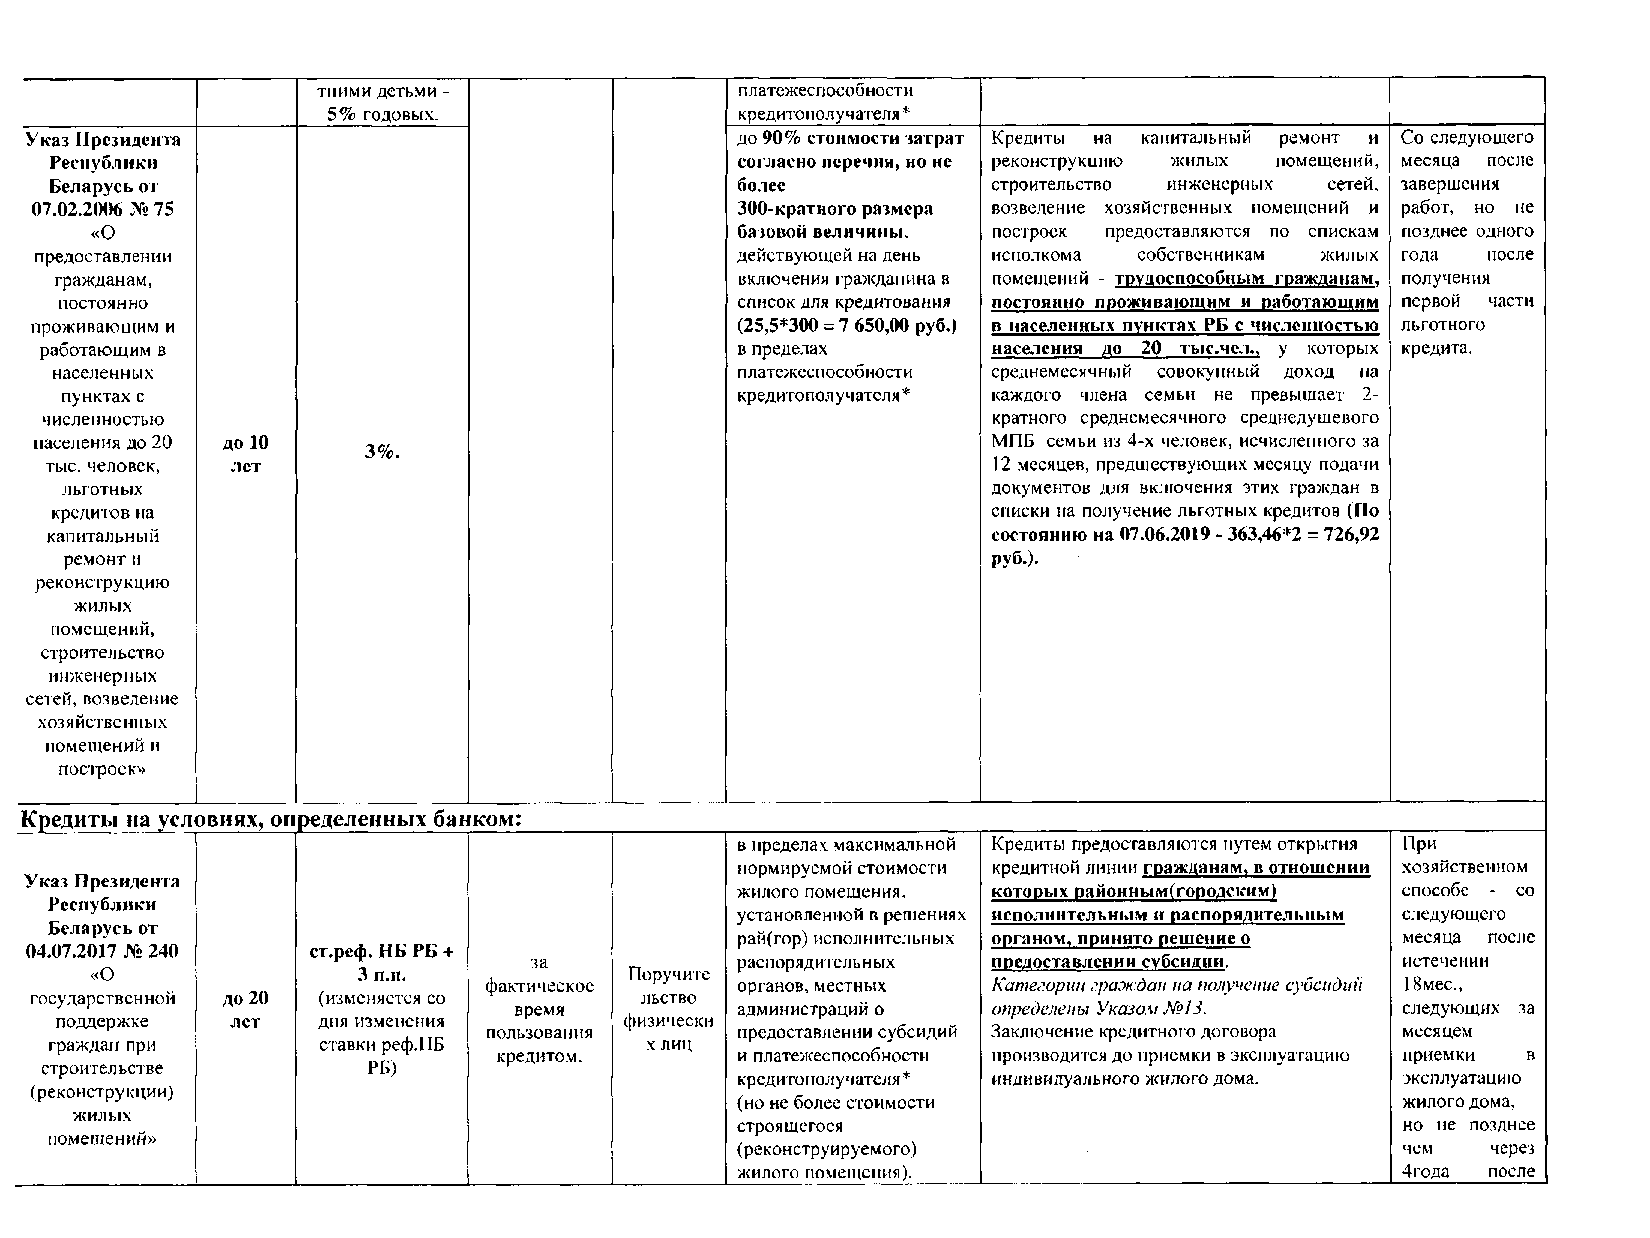 тними детьми -
5% годовых.
платежеспособности
кредитополучателя*
Указ Президента
Республики
Беларусь от
07.02.2006 № 75
«О
предоставлении
гражданам,
постоянно
проживающим и
работающим в
населенных
пунктах с
численностью
населения до 20
тыс. человек,
льготных
кредитов на
капитальный
ремонт и
реконструкцию
жилых
помещений,
строительство
инженерных
сетей, возведение
хозяйственных
помещений и
построек»
до 10
лет
3%.
до 90% стоимости затрат
согласно перечня, но не
более
300-кратного размера
базовой величины,
действующей на день
включения гражданина в
список для кредитования
(25,5*300 = 7 650,00 руб.)
в пределах
платежеспособности
кредитополучателя*
Кредиты на капитальный ремонт и
реконструкцию жилых помещений,
строительство инженерных сетей,
возведение хозяйственных помещений и
построек предоставляются по спискам
исполкома собственникам жилых
помещений - трудоспособным гражданам,
постоянно проживающим и работающим
в населенных пунктах РБ с численностью
населения до 20 тыс.чел., у которых
среднемесячный совокупный доход на
каждого члена семьи не превышает 2-
кратного среднемесячного среднедушевого
МПБ семьи из 4-х человек, исчисленного за
12 месяцев, предшествующих месяцу подачи
документов для включения этих граждан в
списки на получение льготных кредитов (По
состоянию на 07.06.2019 - 363,46*2 = 726,92
руб.).
Со следующего
месяца после
завершения
работ, но не
позднее одного
года после
получения
первой части
льготного
кредита.
Кредиты на условиях, определенных банком:
Указ Президента
Республики
Беларусь от
04.07.2017 № 240
«О
государственной
поддержке
граждан при
строительстве
(реконструкции)
жилых
помещений»
до 20
лет
ст.реф. НБ РБ +
3 п.п.
(изменяется со
дня изменения
ставки реф.НБ
РБ)
за
фактическое
время
пользования
кредитом.
Поручите
льство
физически
х лиц
в пределах максимальной
нормируемой стоимости
жилого помещения,
установленной в решениях
рай(гор) исполнительных
распорядительных
органов, местных
администраций о
предоставлении субсидий
и платежеспособности
кредитополучателя*
(но не более стоимости
строящегося
(реконструируемого)
жилого помещения).
Кредиты предоставляются путем открытия
кредитной линии гражданам, в отношении
которых районным(городским)
исполнительным и распорядительным
органом, принято решение о
предоставлении субсидии.
Категории граждан на получение субсидий
определены Указом №13.
Заключение кредитного договора
производится до приемки в эксплуатацию
индивидуального жилого дома.
При
хозяйственном
способе - со
следующего
месяца после
истечении
18мес.,
следующих за
месяцем
приемки в
эксплуатацию
жилого дома,
но не позднее
чем через
4года после